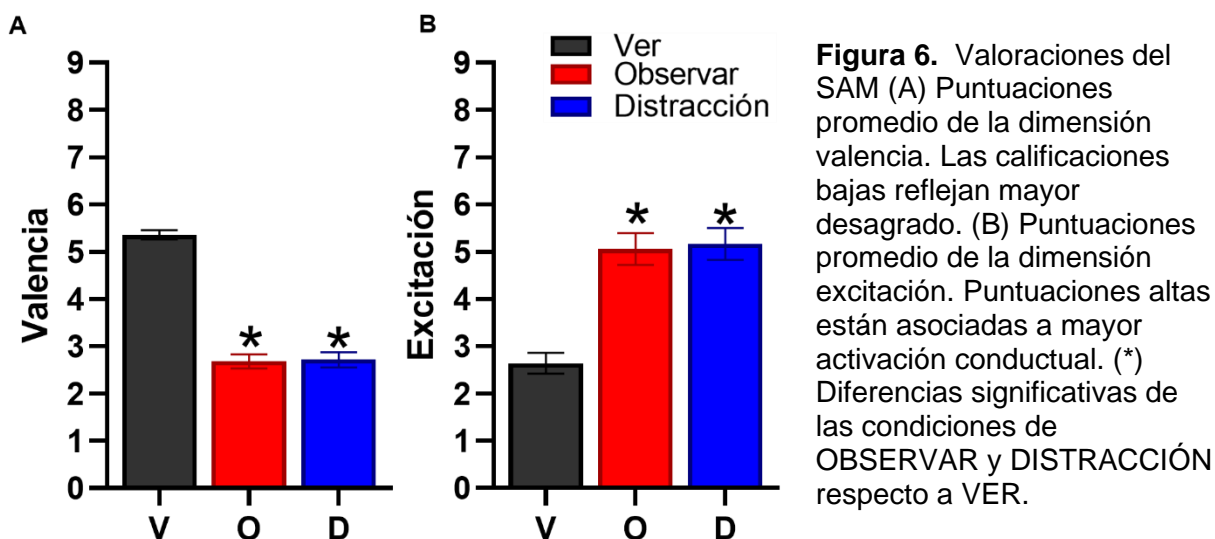 A
9
8
7
6
5
4
3
2
1
0
Valencia
* *
V O D
B
Ver
Observar
Distracción
9
8
7
6
5
4
3
2
1
0
Excitación
* *
V O D
Figura 6. Valoraciones del
SAM (A) Puntuaciones
promedio de la dimensión
valencia. Las calificaciones
bajas reflejan mayor
desagrado. (B) Puntuaciones
promedio de la dimensión
excitación. Puntuaciones altas
están asociadas a mayor
activación conductual. (*)
Diferencias significativas de
las condiciones de
OBSERVAR y DISTRACCIÓN
respecto a VER.